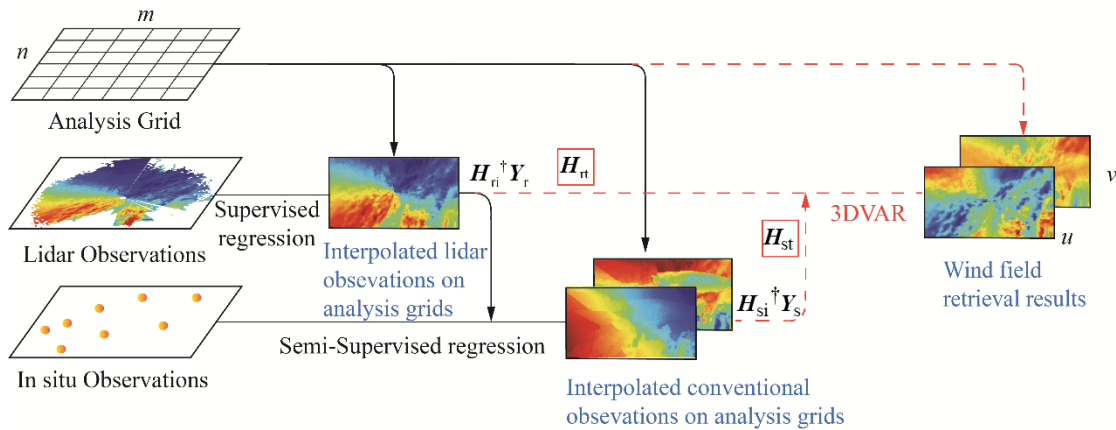 m
n
Analysis Grid
Lidar Observations
Supervised
regression
Interpolated lidar
obsevations on
analysis grids
H_ri†Y_r
H_rt
3DVAR
H_st
v
u
Wind field
retrieval results
In situ Observations
Semi-Supervised regression
H_si†Y_s
Interpolated conventional
obsevations on analysis grids